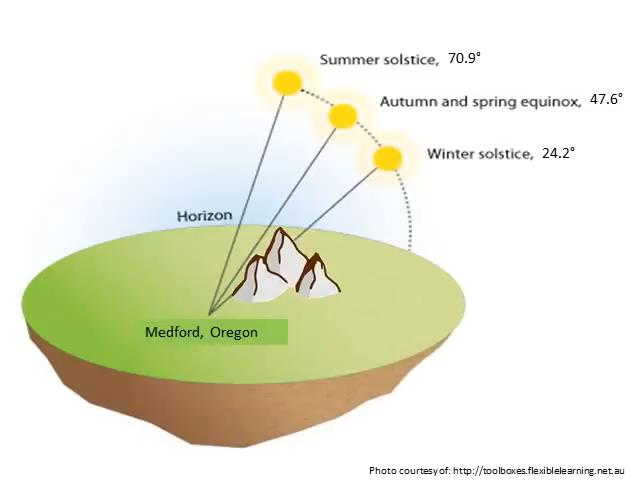 Summer solstice, 70.9°
Autumn and spring equinox, 47.6°
Winter solstice, 24.2°
Horizon
Medford, Oregon
Photo courtesy of: http://toolboxes.flexiblelearning.net.au